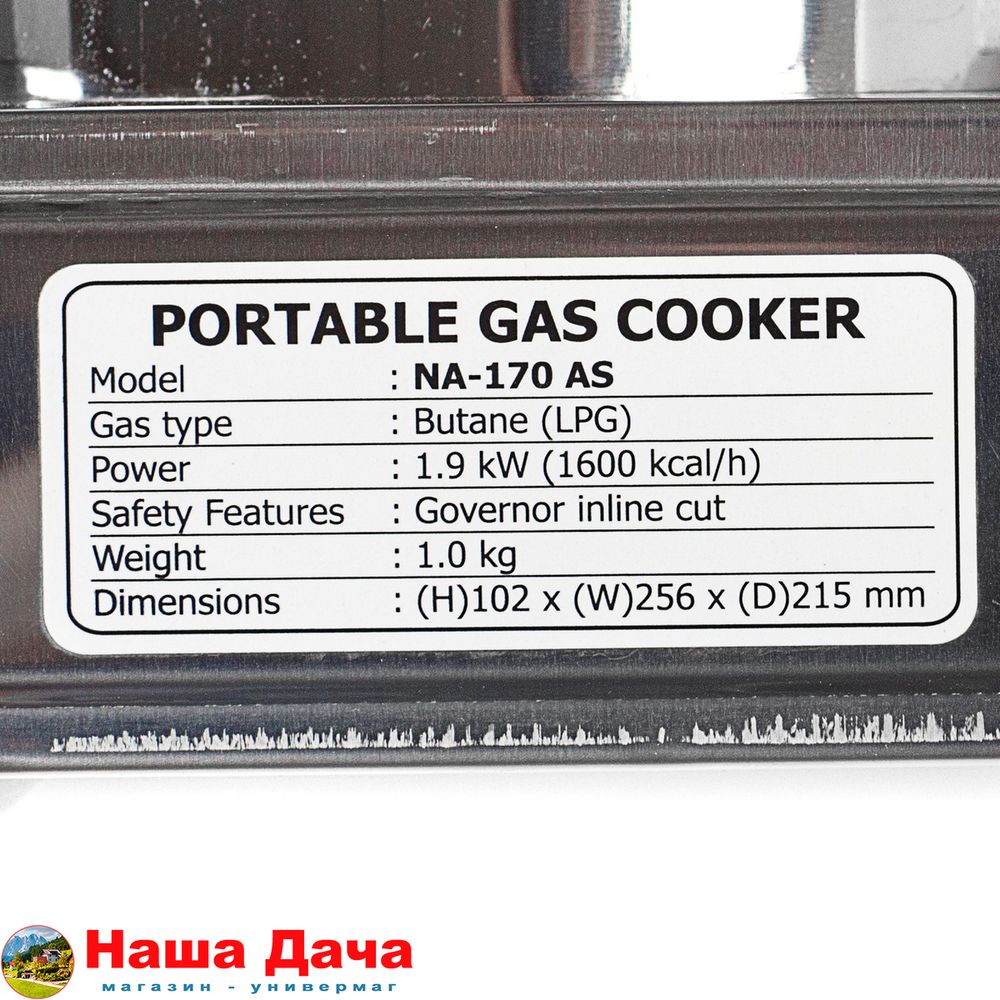 PORTABLE GAS COOKER
Model : NA-170 AS
Gas type : Butane (LPG)
Power : 1.9 kW (1600 kcal/h)
Safety Features : Governor inline cut
Weight : 1.0 kg
Dimensions : (H)102 x (W)256 x (D)215 mm
Наша Дача
магазин - универмаг